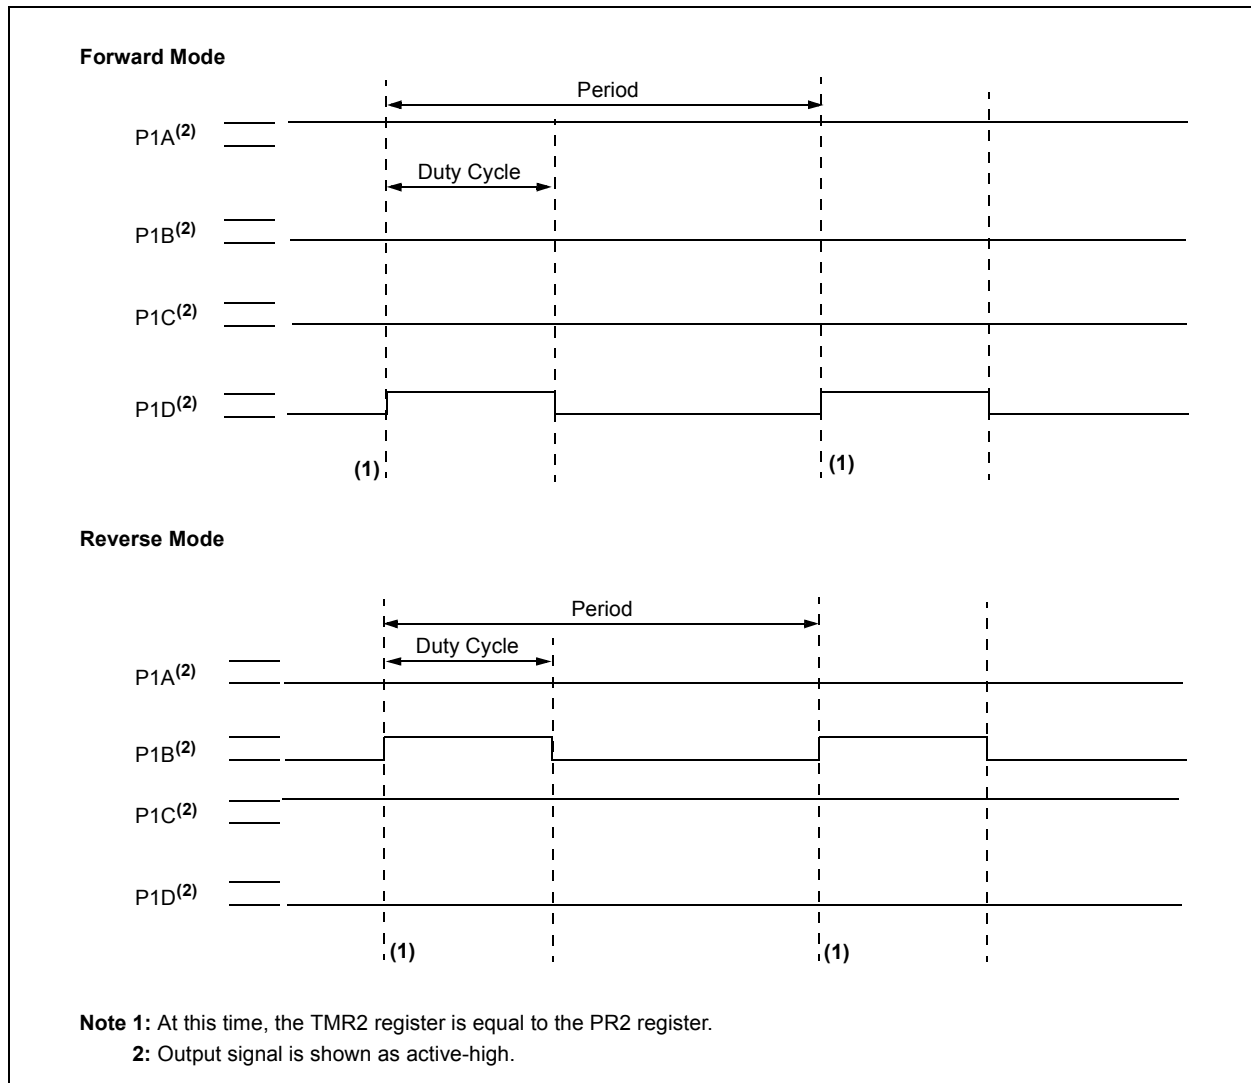 Forward Mode
Period
P1A(2)
Duty Cycle
P1B(2)
P1C(2)
P1D(2)
(1)
(1)
Reverse Mode
Period
Duty Cycle
P1A(2)
P1B(2)
P1C(2)
P1D(2)
(1)
(1)
Note 1: At this time, the TMR2 register is equal to the PR2 register.
2: Output signal is shown as active-high.